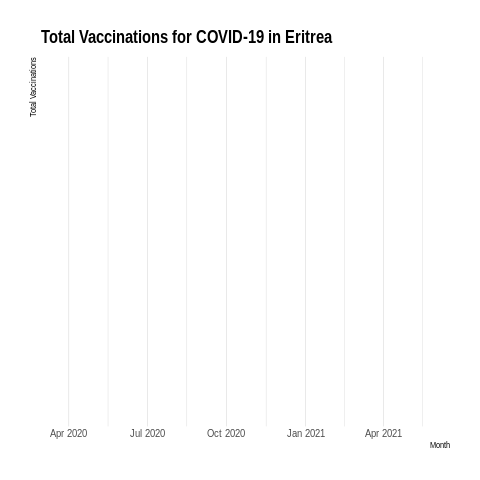 Total Vaccinations for COVID-19 in Eritrea
Total Vaccinations
Apr 2020 Jul 2020 Oct 2020 Jan 2021 Apr 2021
Month